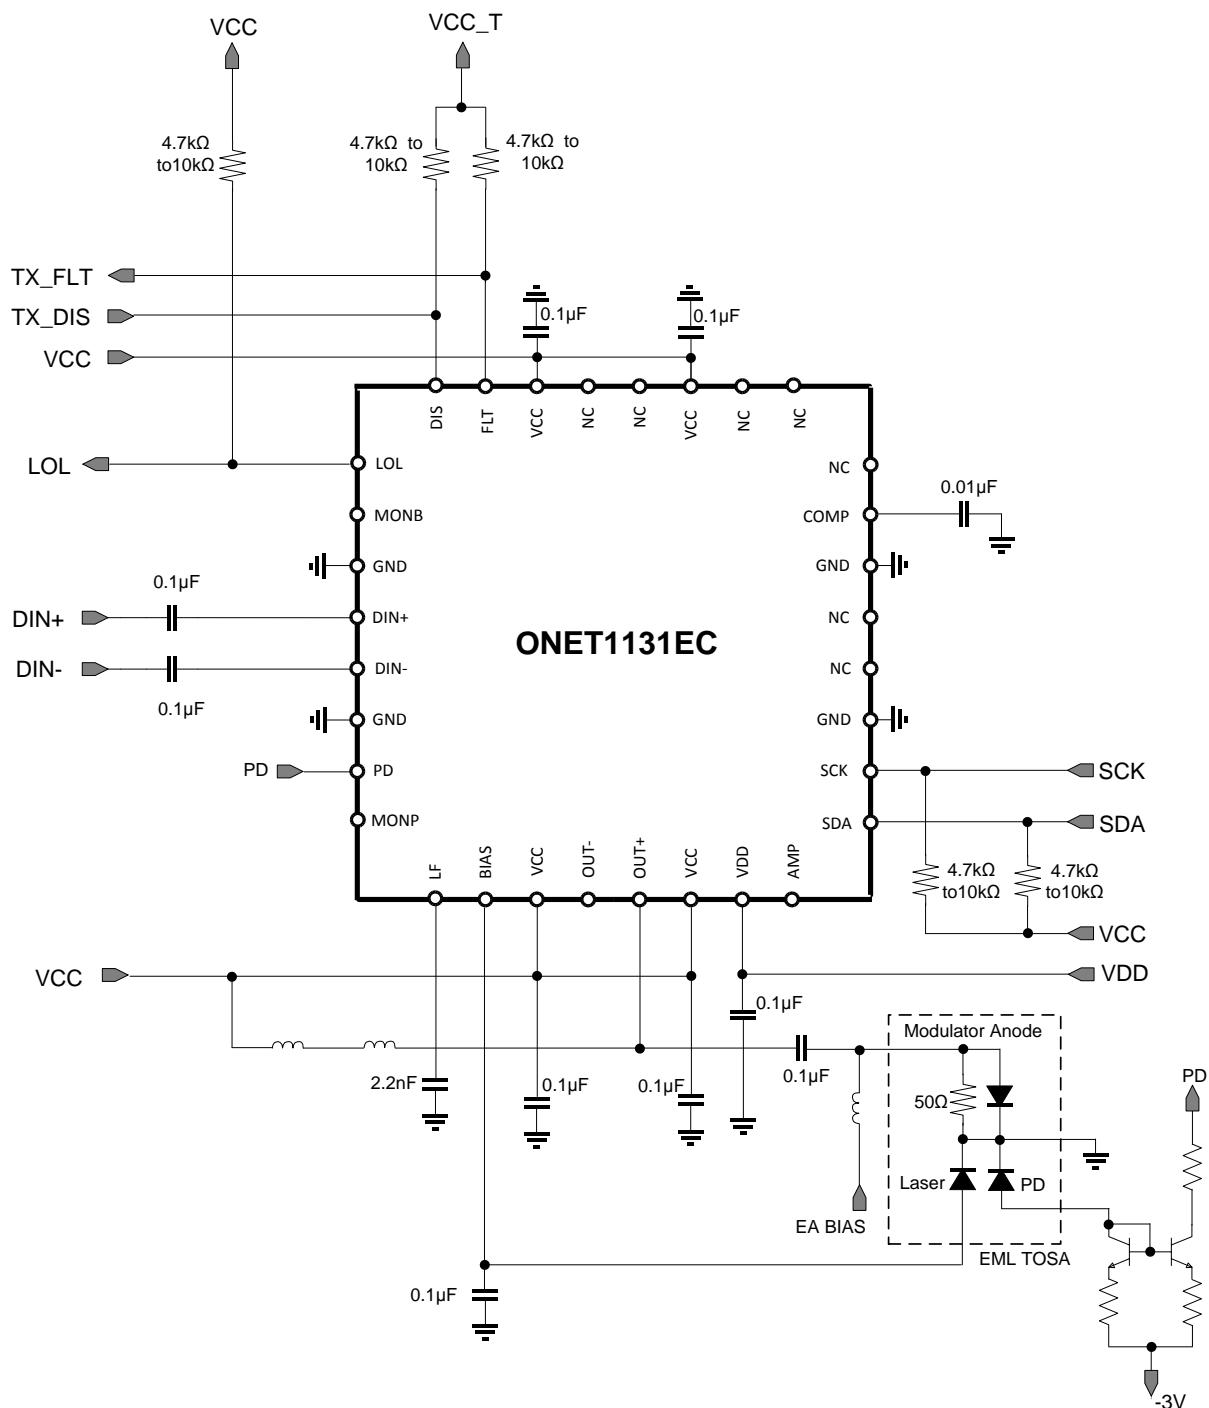 VCC
VCC_T
4.7kΩ
to10kΩ
4.7kΩ to
10kΩ
4.7kΩ to
10kΩ
TX_FLT
TX_DIS
VCC
0.1µF
0.1µF
DIS
FLT
VCC
NC
NC
VCC
NC
NC
LOL
LOL
MONB
GND
DIN+
0.1µF
DIN+
DIN-
0.1µF
DIN-
GND
PD
PD
MONP
ONET1131EC
NC
COMP
0.01µF
GND
NC
NC
GND
SCK
SCK
SDA
SDA
4.7kΩ
to10kΩ
4.7kΩ
to10kΩ
VCC
VDD
LF
BIAS
VCC
OUT-
OUT+
VCC
VDD
AMP
VCC
2.2nF
0.1µF
0.1µF
0.1µF
0.1µF
Modulator Anode
50Ω
Laser
PD
EML TOSA
EA BIAS
0.1µF
PD
-3V